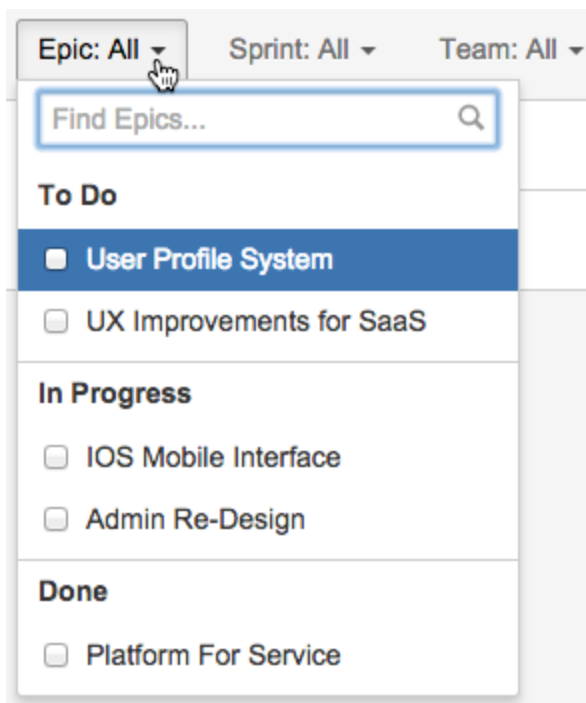 Epic: All Sprint: All Team: All
Find Epics...
To Do
User Profile System
UX Improvements for SaaS
In Progress
IOS Mobile Interface
Admin Re-Design
Done
Platform For Service